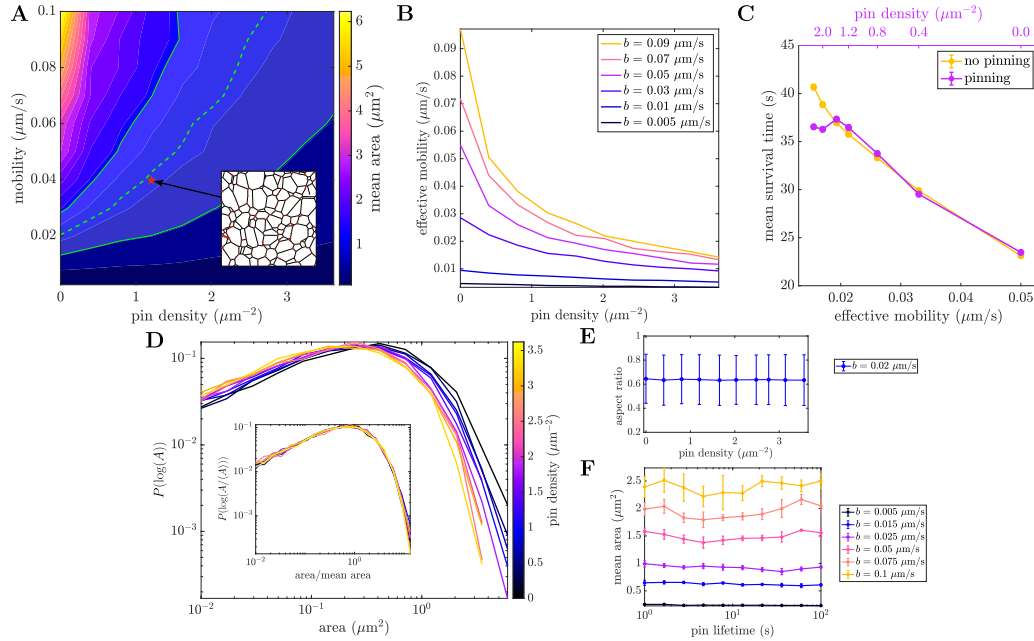 A
0.1
0.08
0.06
0.04
0.02
0
1
2
3
mobility (μm/s)
pin density (μm⁻²)
6
5
4
3
2
1
mean area (μm²)
B
0.09
0.07
0.05
0.03
0.01
0
1
2
3
effective mobility (μm/s)
pin density (μm⁻²)
b = 0.09 μm/s
b = 0.07 μm/s
b = 0.05 μm/s
b = 0.03 μm/s
b = 0.01 μm/s
b = 0.005 μm/s
C
pin density (μm⁻²)
2.0 1.2 0.8 0.4 0.0
45
40
35
30
25
20
0.02 0.03 0.04 0.05
mean survival time (s)
effective mobility (μm/s)
no pinning
pinning
D
10⁻¹
10⁻²
10⁻³
10⁻² 10⁻¹ 10⁰
P(log(A))
area (μm²)
10⁻¹
10⁻²
10⁻³
10⁻² 10⁰
P(log(A/⟨A⟩))
area/mean area
3.5
3
2.5
2
1.5
1
0.5
0
pin density (μm⁻²)
E
1
0.8
0.6
0.4
0.2
0 1 2 3
aspect ratio
pin density (μm⁻²)
b = 0.02 μm/s
F
2.5
2
1.5
1
0.5
10⁰ 10¹ 10²
mean area (μm²)
pin lifetime (s)
b = 0.005 μm/s
b = 0.015 μm/s
b = 0.025 μm/s
b = 0.05 μm/s
b = 0.075 μm/s
b = 0.1 μm/s